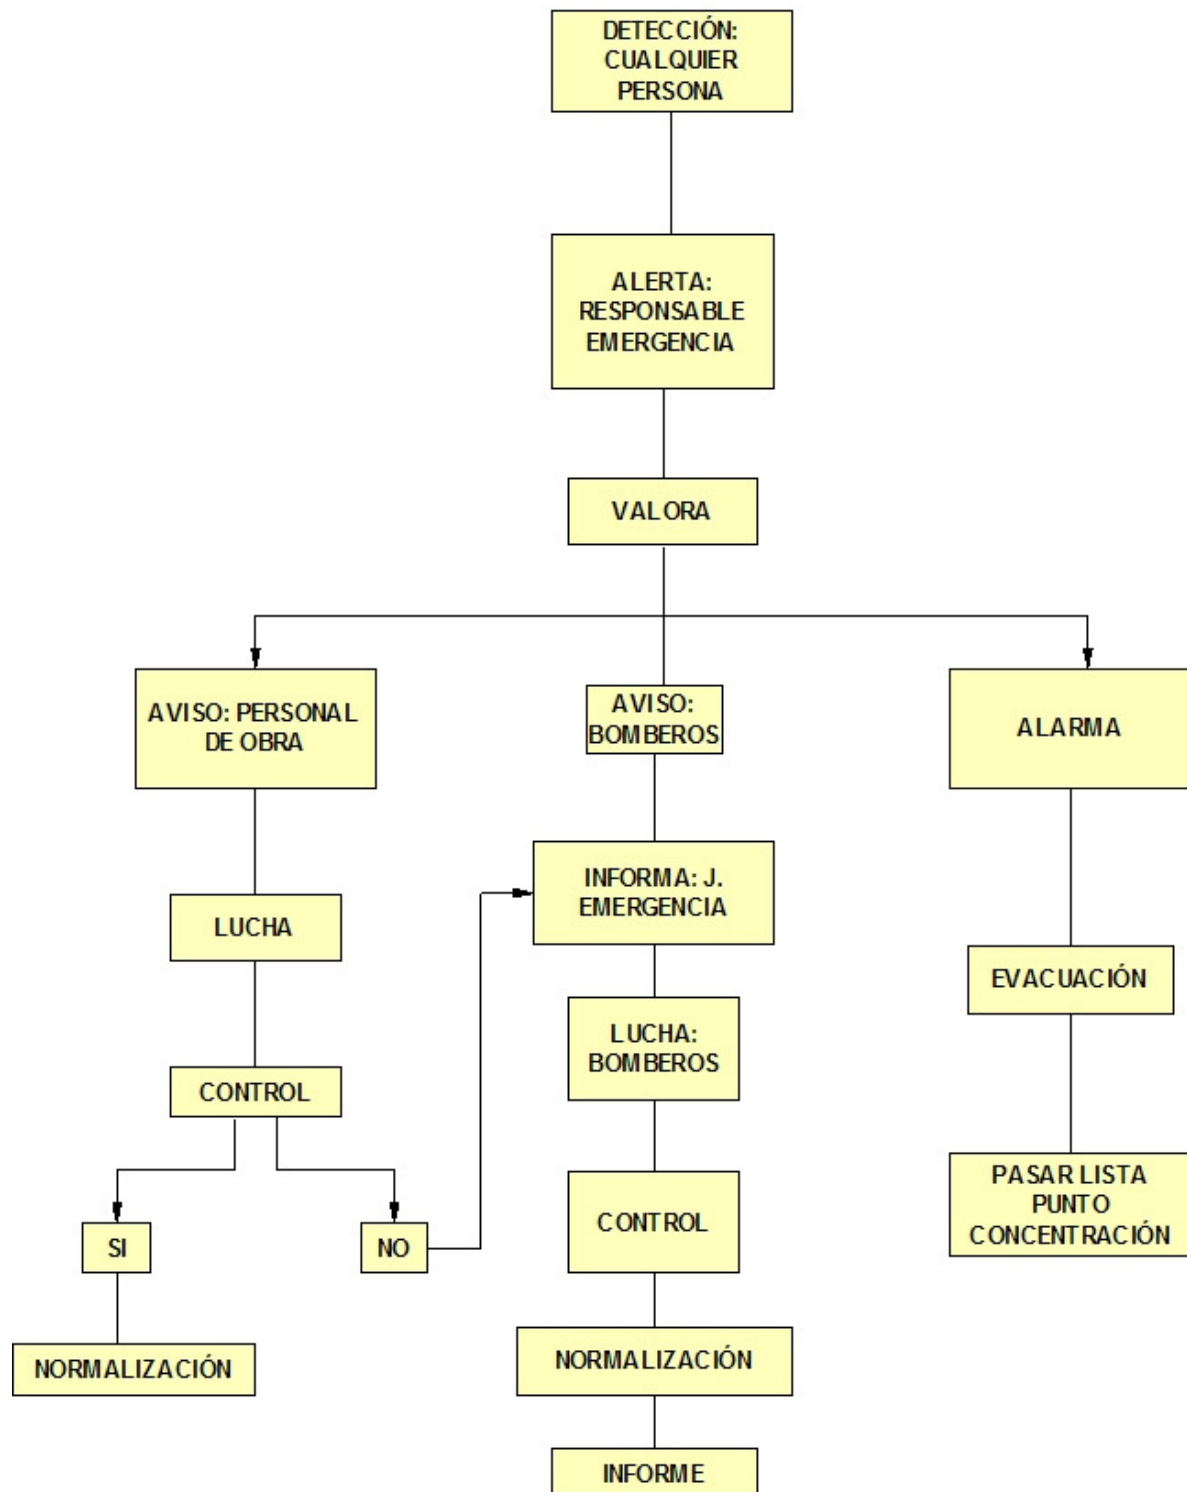 DETECCIÓN:
CUALQUIER
PERSONA
ALERTA:
RESPONSABLE
EMERGENCIA
VALORA
AVISO: PERSONAL
DE OBRA
AVISO:
BOMBEROS
ALARMA
INFORMA: J.
EMERGENCIA
LUCHA
EVACUACIÓN
LUCHA:
BOMBEROS
CONTROL
PASAR LISTA
PUNTO
CONCENTRACIÓN
CONTROL
SI
NO
NORMALIZACIÓN
NORMALIZACIÓN
INFORME